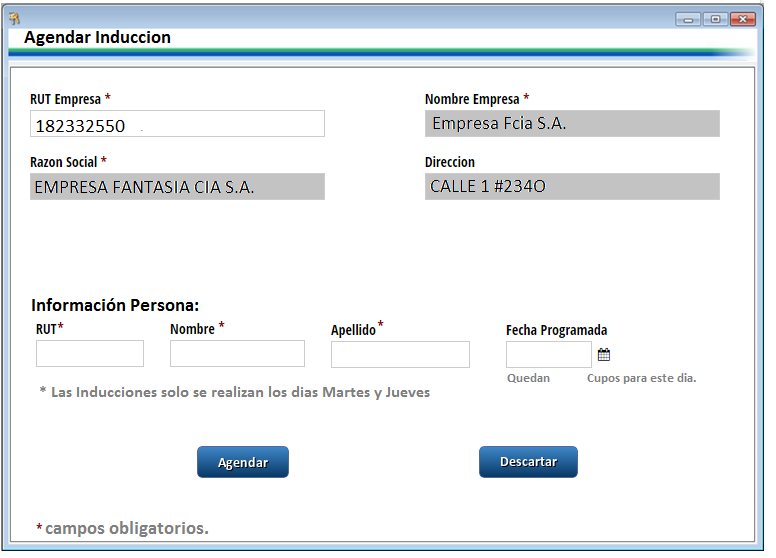 Agendar Induccion
RUT Empresa *
Nombre Empresa *
182332550
Empresa Fcia S.A.
Razon Social *
Direccion
EMPRESA FANTASIA CIA S.A.
CALLE 1 #234O
Información Persona:
RUT*
Nombre *
Apellido *
Fecha Programada
Quedan
Cupos para este dia.
* Las Inducciones solo se realizan los dias Martes y Jueves
Agendar
Descartar
* campos obligatorios.